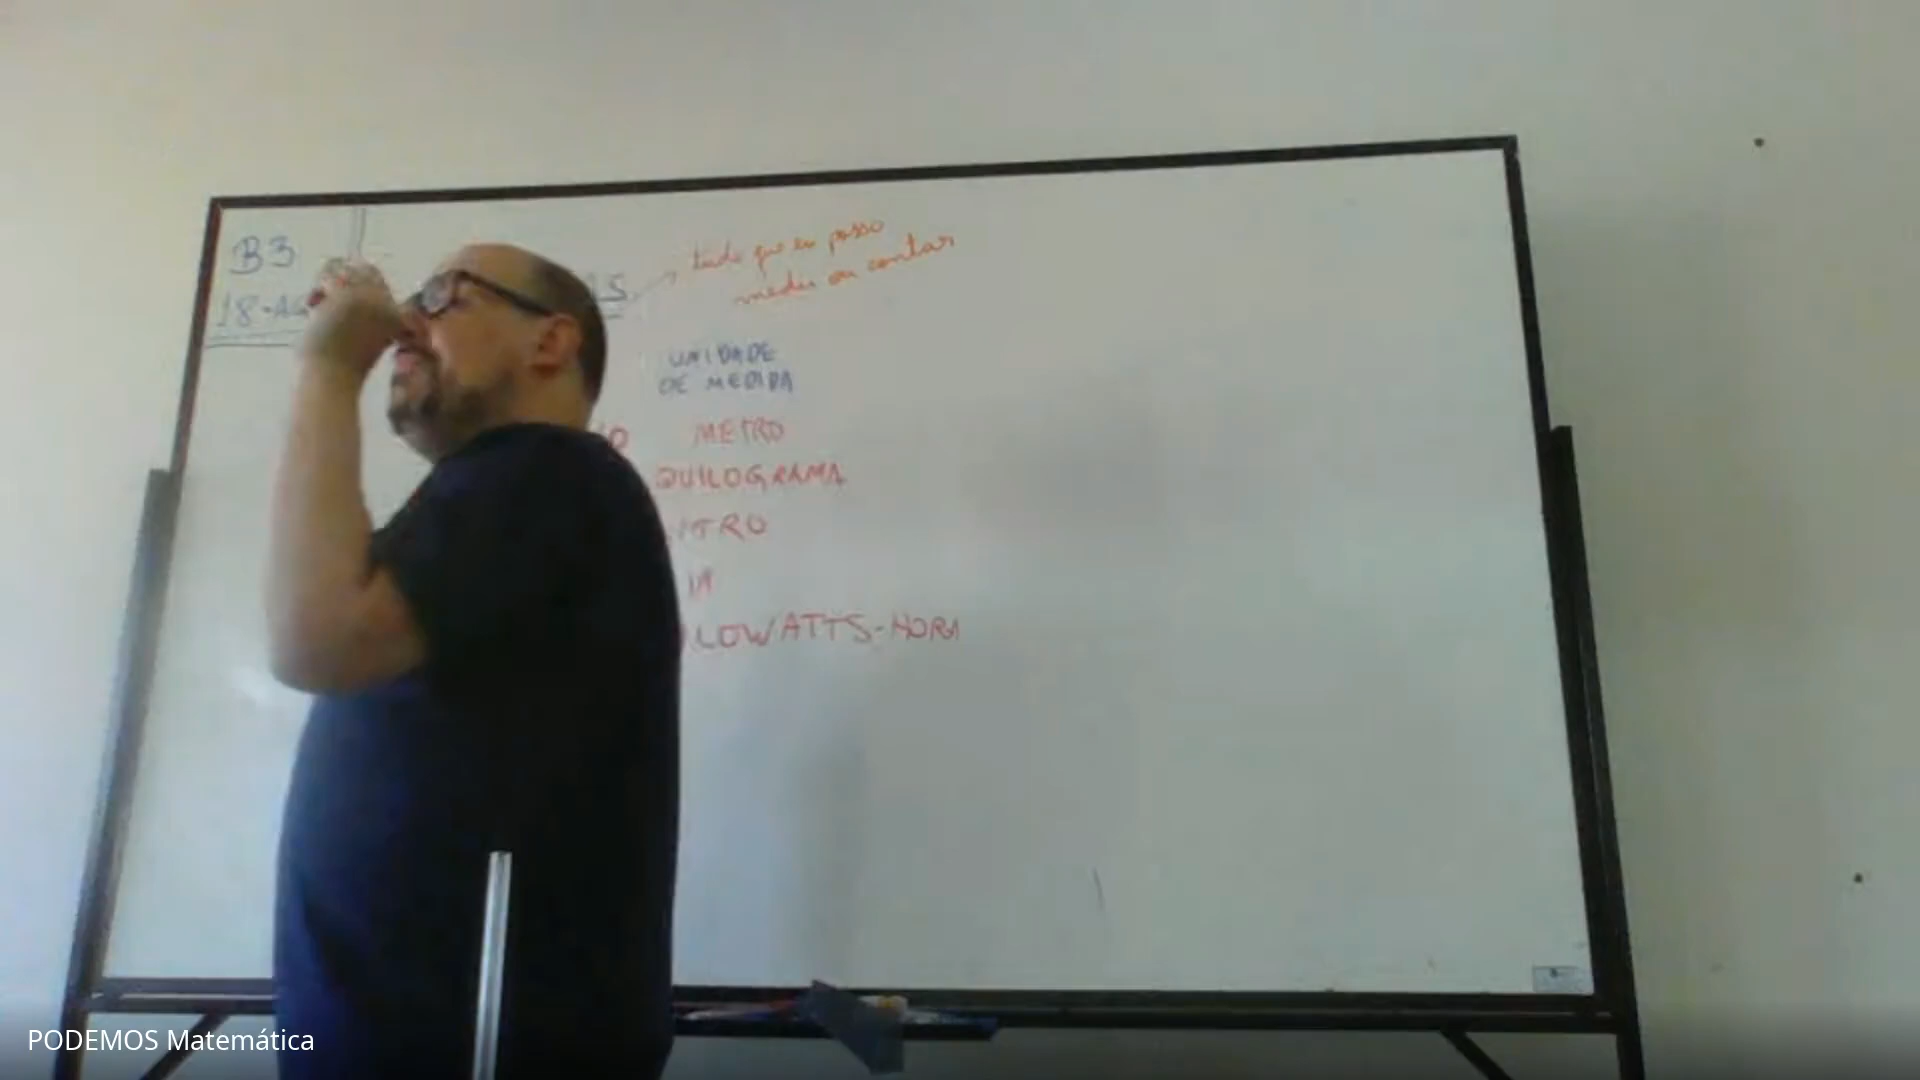 B3
18-AG
tudo que eu posso
medir ou contar
UNIDADE
DE MEDIDA
METRO
QUILOGRAMA
ITRO
LOWATTS-HORA
PODEMOS Matemática